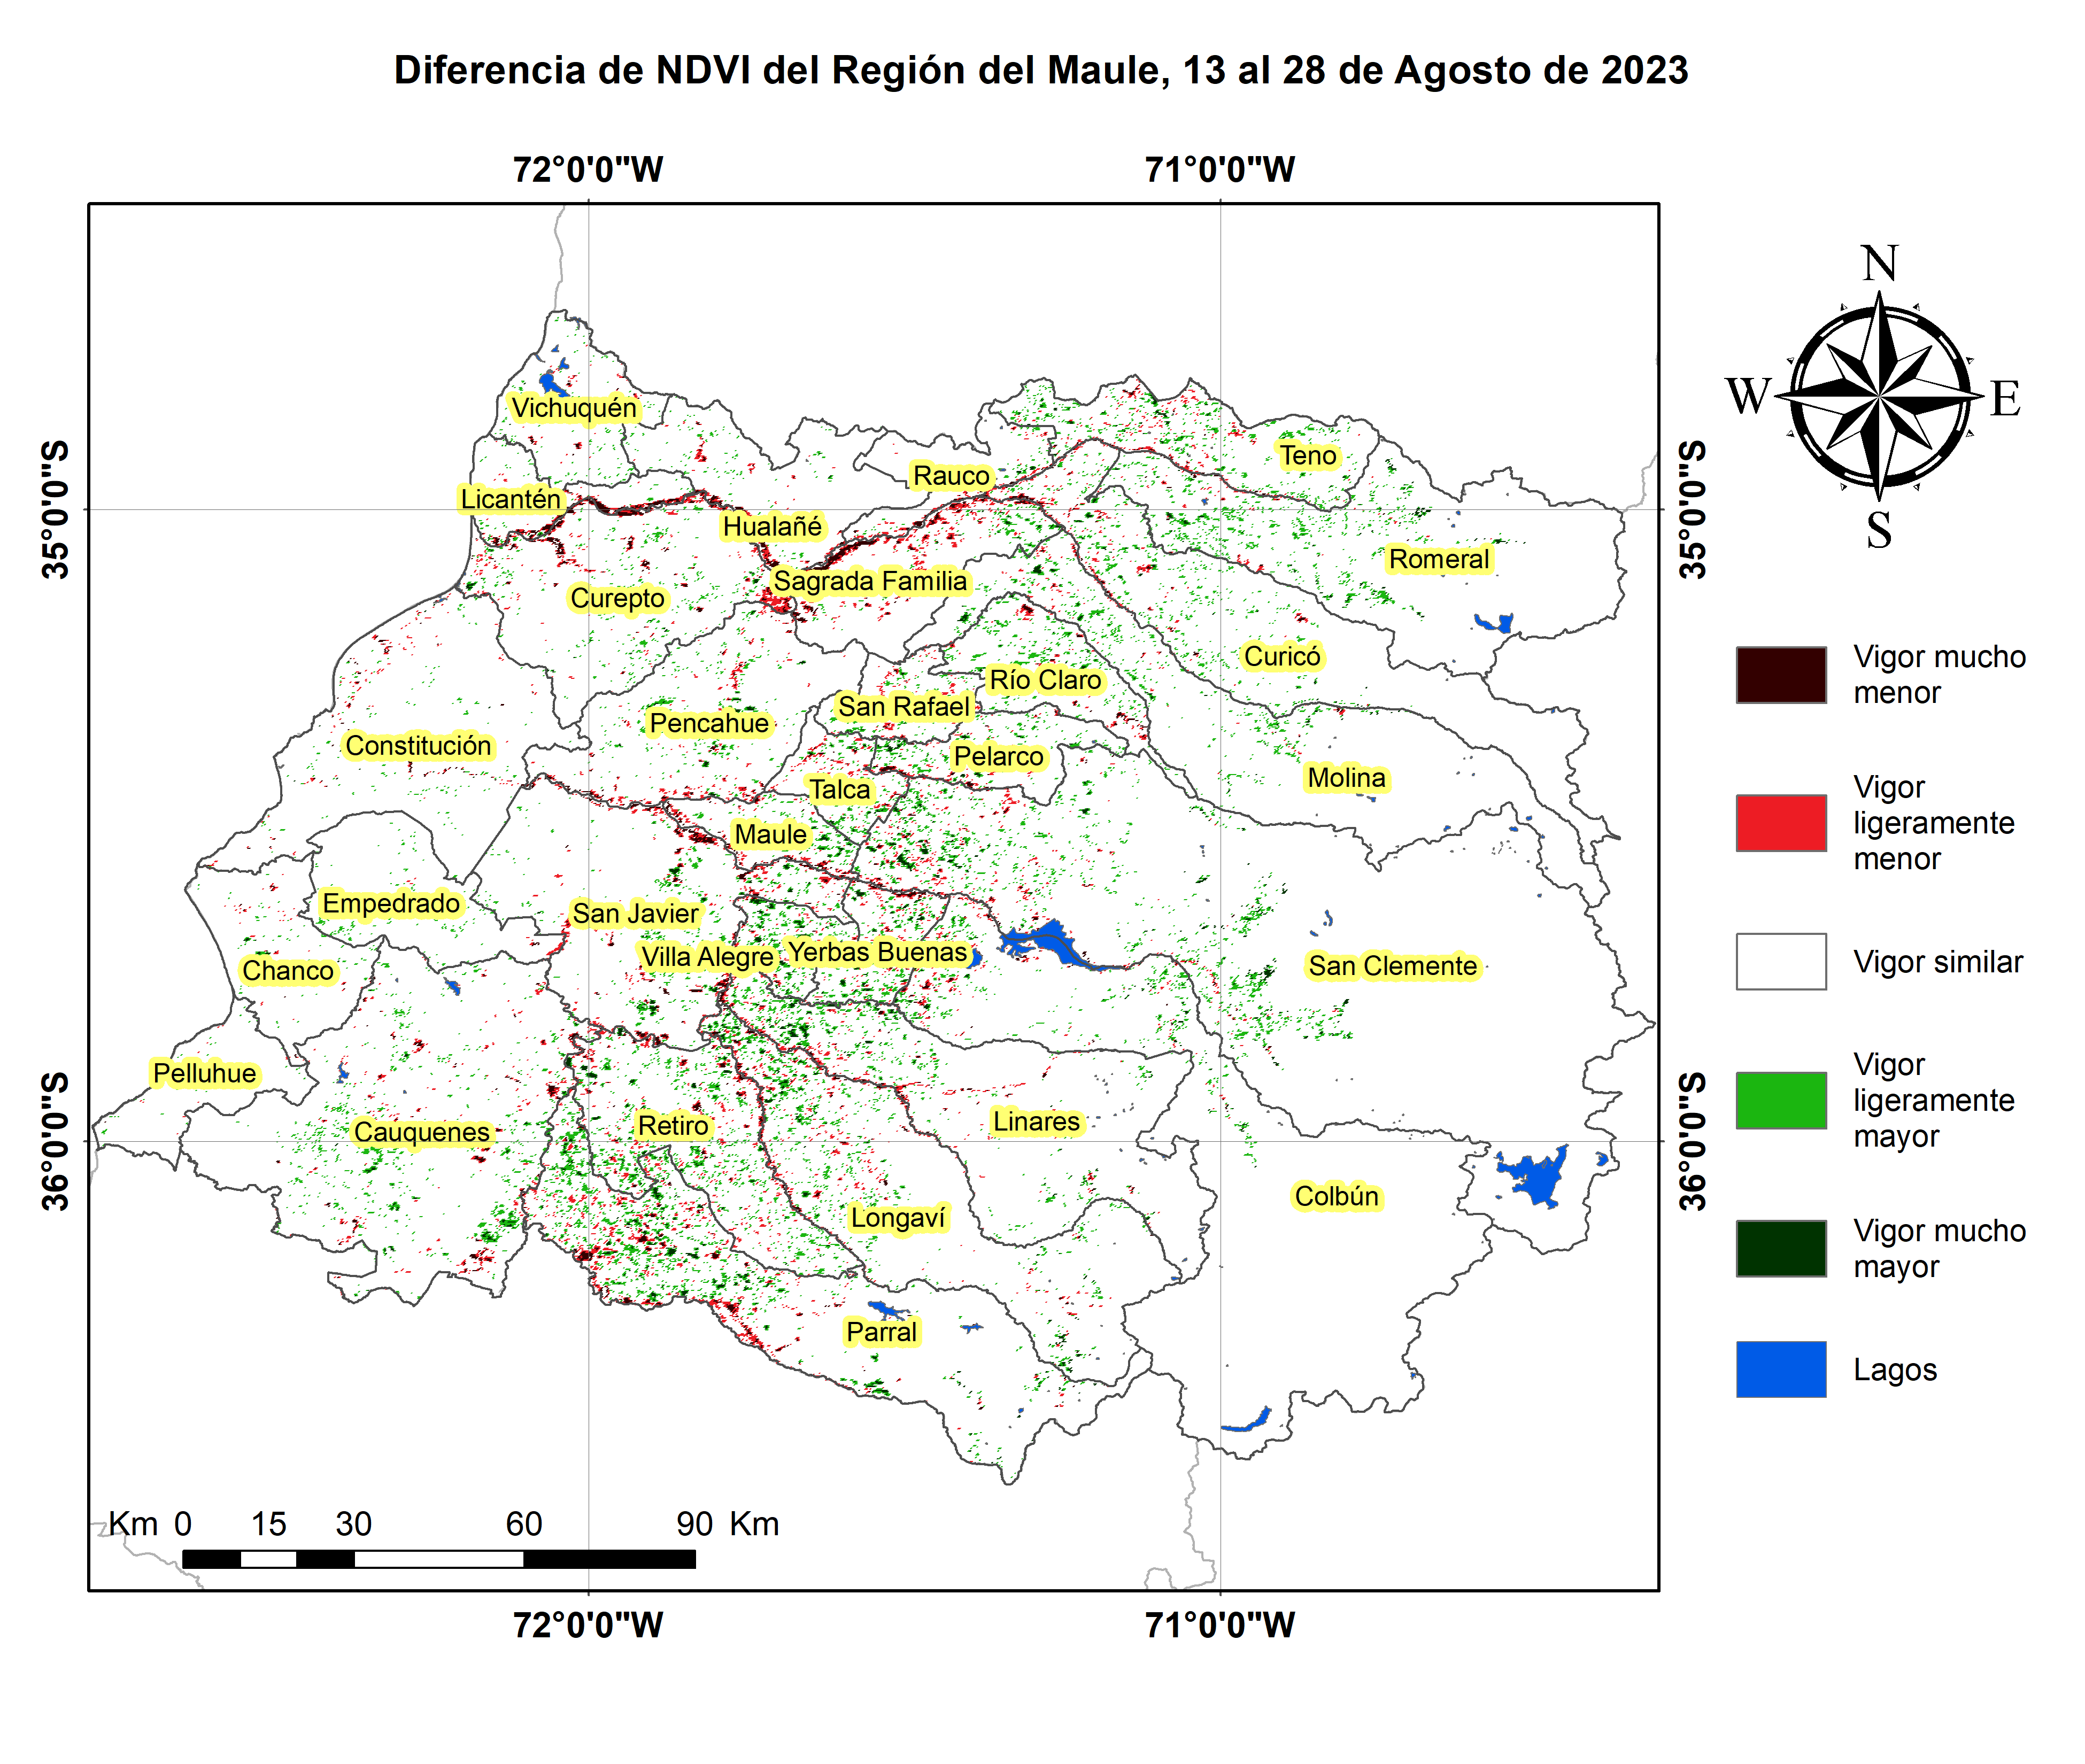 Diferencia de NDVI del Región del Maule, 13 al 28 de Agosto de 2023
72°0'0"W
71°0'0"W
35°0'0"S
35°0'0"S
36°0'0"S
36°0'0"S
N
W
E
S
Vichuquén
Teno
Rauco
Licantén
Hualañé
Romeral
Sagrada Familia
Curepto
Curicó
Río Claro
San Rafael
Pencahue
Constitución
Pelarco
Molina
Talca
Maule
Empedrado
San Javier
Villa Alegre
Yerbas Buenas
San Clemente
Chanco
Pelluhue
Linares
Retiro
Cauquenes
Colbún
Longaví
Parral
Vigor mucho
menor
Vigor
ligeramente
menor
Vigor similar
Vigor
ligeramente
mayor
Vigor mucho
mayor
Lagos
Km 0 15 30 60 90 Km
72°0'0"W
71°0'0"W